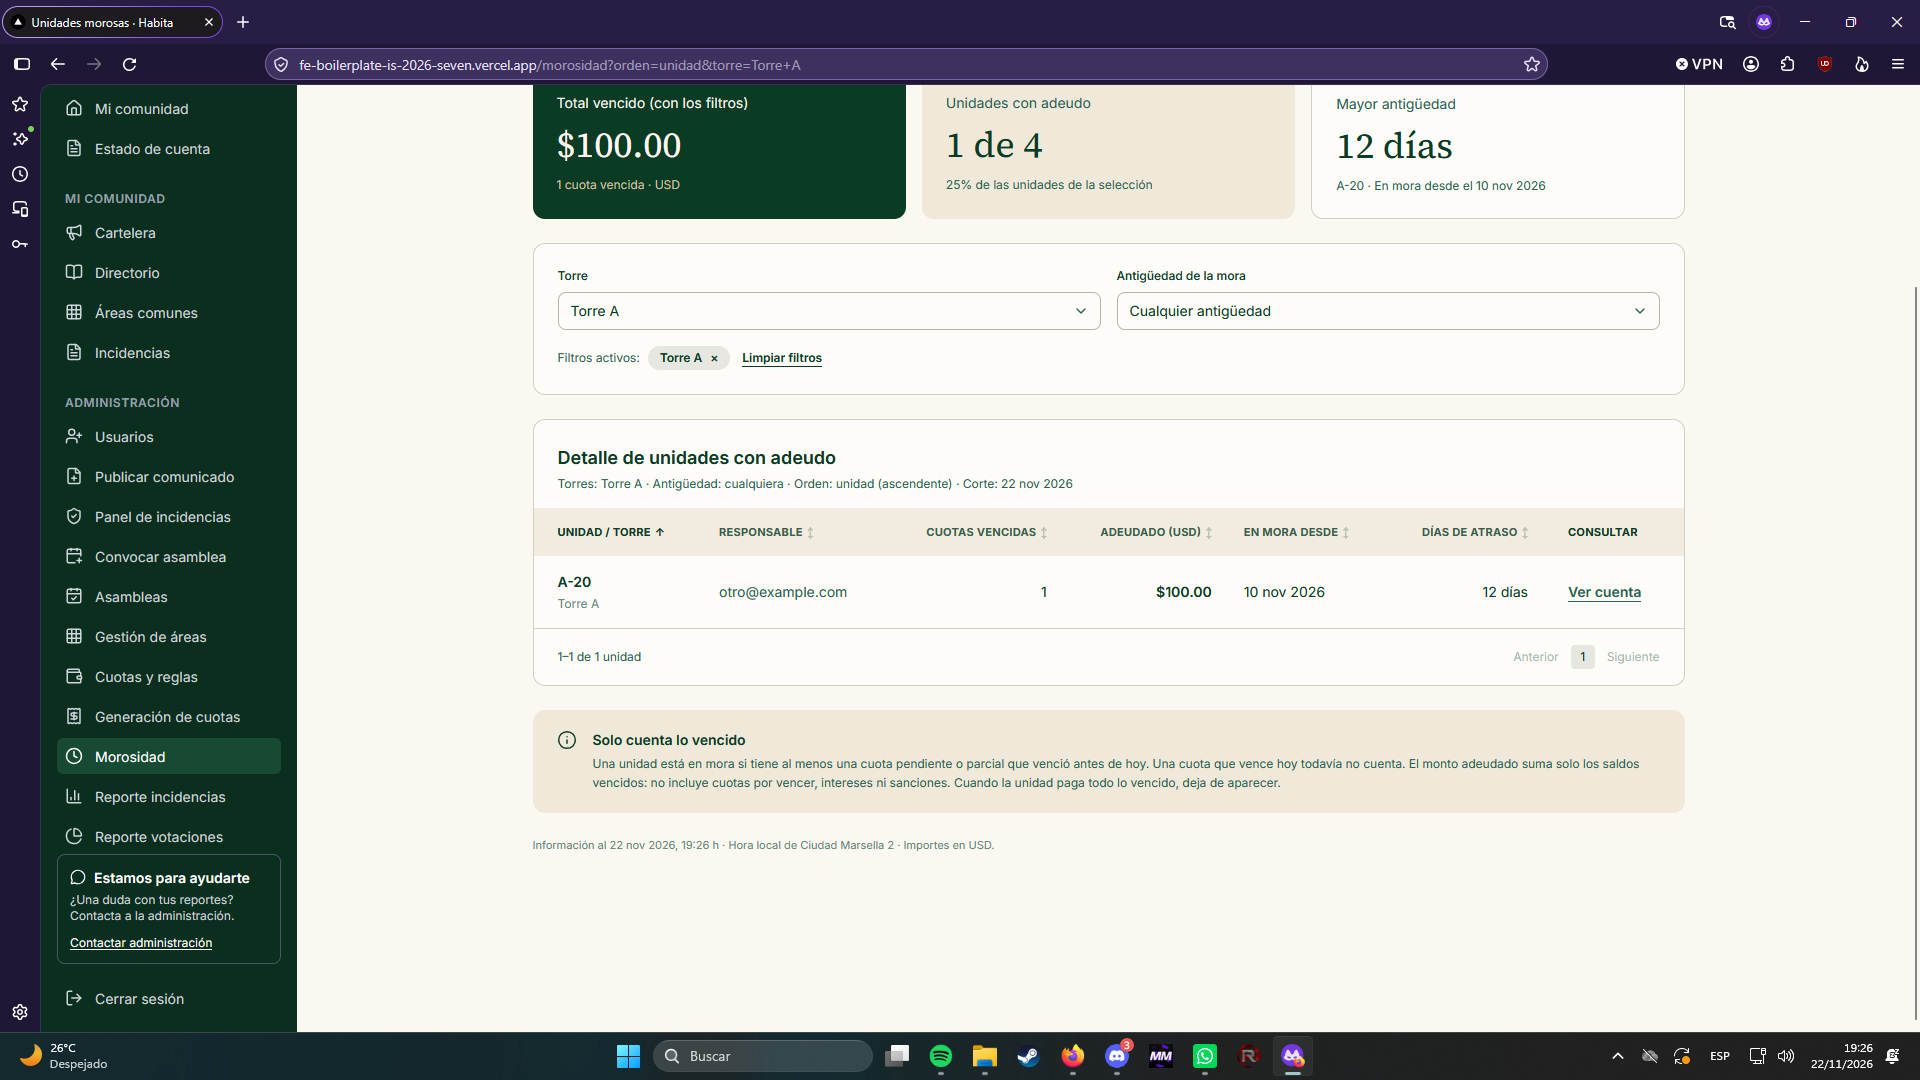 Unidades morosas · Habita
fe-boilerplate-is-2026-seven.vercel.app/morosidad?orden=unidad&torre=Torre+A
VPN
Mi comunidad
Estado de cuenta
MI COMUNIDAD
Cartelera
Directorio
Áreas comunes
Incidencias
ADMINISTRACIÓN
Usuarios
Publicar comunicado
Panel de incidencias
Convocar asamblea
Asambleas
Gestión de áreas
Cuotas y reglas
Generación de cuotas
Morosidad
Reporte incidencias
Reporte votaciones
Estamos para ayudarte
¿Una duda con tus reportes?
Contacta a la administración.
Contactar administración
Cerrar sesión
Total vencido (con los filtros)
$100.00
1 cuota vencida · USD
Unidades con adeudo
1 de 4
25% de las unidades de la selección
Mayor antigüedad
12 días
A-20 · En mora desde el 10 nov 2026
Torre
Torre A
Antigüedad de la mora
Cualquier antigüedad
Filtros activos: Torre A × Limpiar filtros
Detalle de unidades con adeudo
Torres: Torre A · Antigüedad: cualquiera · Orden: unidad (ascendente) · Corte: 22 nov 2026
UNIDAD / TORRE ↑ RESPONSABLE CUOTAS VENCIDAS ADEUDADO (USD) EN MORA DESDE DÍAS DE ATRASO CONSULTAR
A-20
Torre A
otro@example.com 1 $100.00 10 nov 2026 12 días Ver cuenta
1–1 de 1 unidad
Anterior 1 Siguiente
Solo cuenta lo vencido
Una unidad está en mora si tiene al menos una cuota pendiente o parcial que venció antes de hoy. Una cuota que vence hoy todavía no cuenta. El monto adeudado suma solo los saldos
vencidos: no incluye cuotas por vencer, intereses ni sanciones. Cuando la unidad paga todo lo vencido, deja de aparecer.
Información al 22 nov 2026, 19:26 h · Hora local de Ciudad Marsella 2 · Importes en USD.
26°C
Despejado
Buscar
3
MM
ESP
19:26
22/11/2026